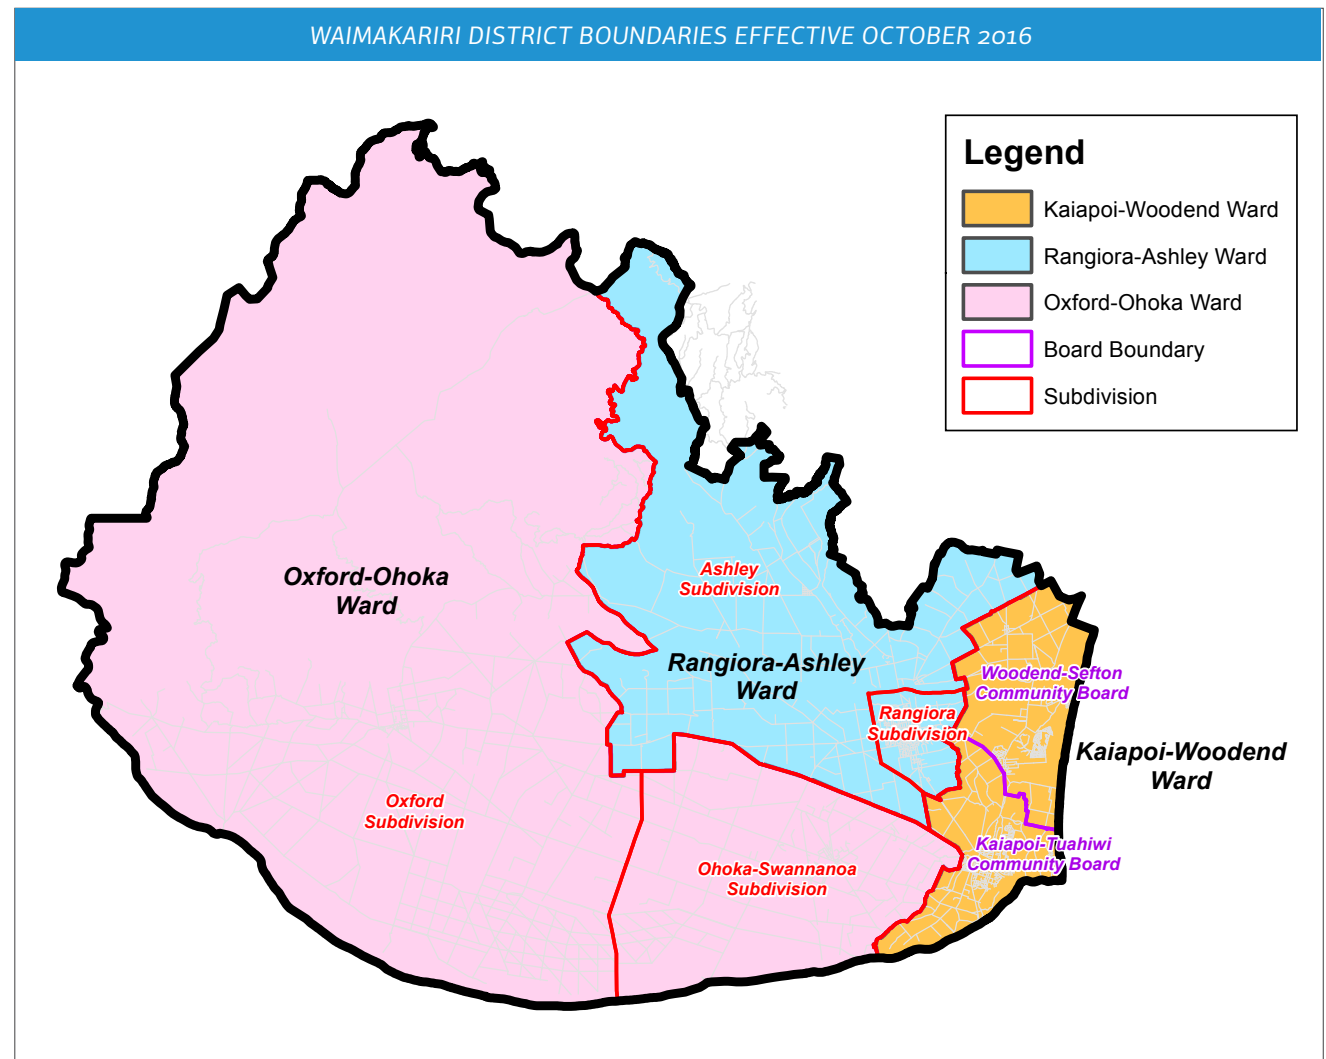 WAIMAKARIRI DISTRICT BOUNDARIES EFFECTIVE OCTOBER 2016
Legend
Kaiapoi-Woodend Ward
Rangiora-Ashley Ward
Oxford-Ohoka Ward
Board Boundary
Subdivision
Oxford-Ohoka
Ward
Ashley
Subdivision
Rangiora-Ashley
Ward
Woodend-Sefton
Community Board
Rangiora
Subdivision
Kaiapoi-Woodend
Ward
Oxford
Subdivision
Kaiapoi-Tuahiwi
Community Board
Ohoka-Swannanoa
Subdivision